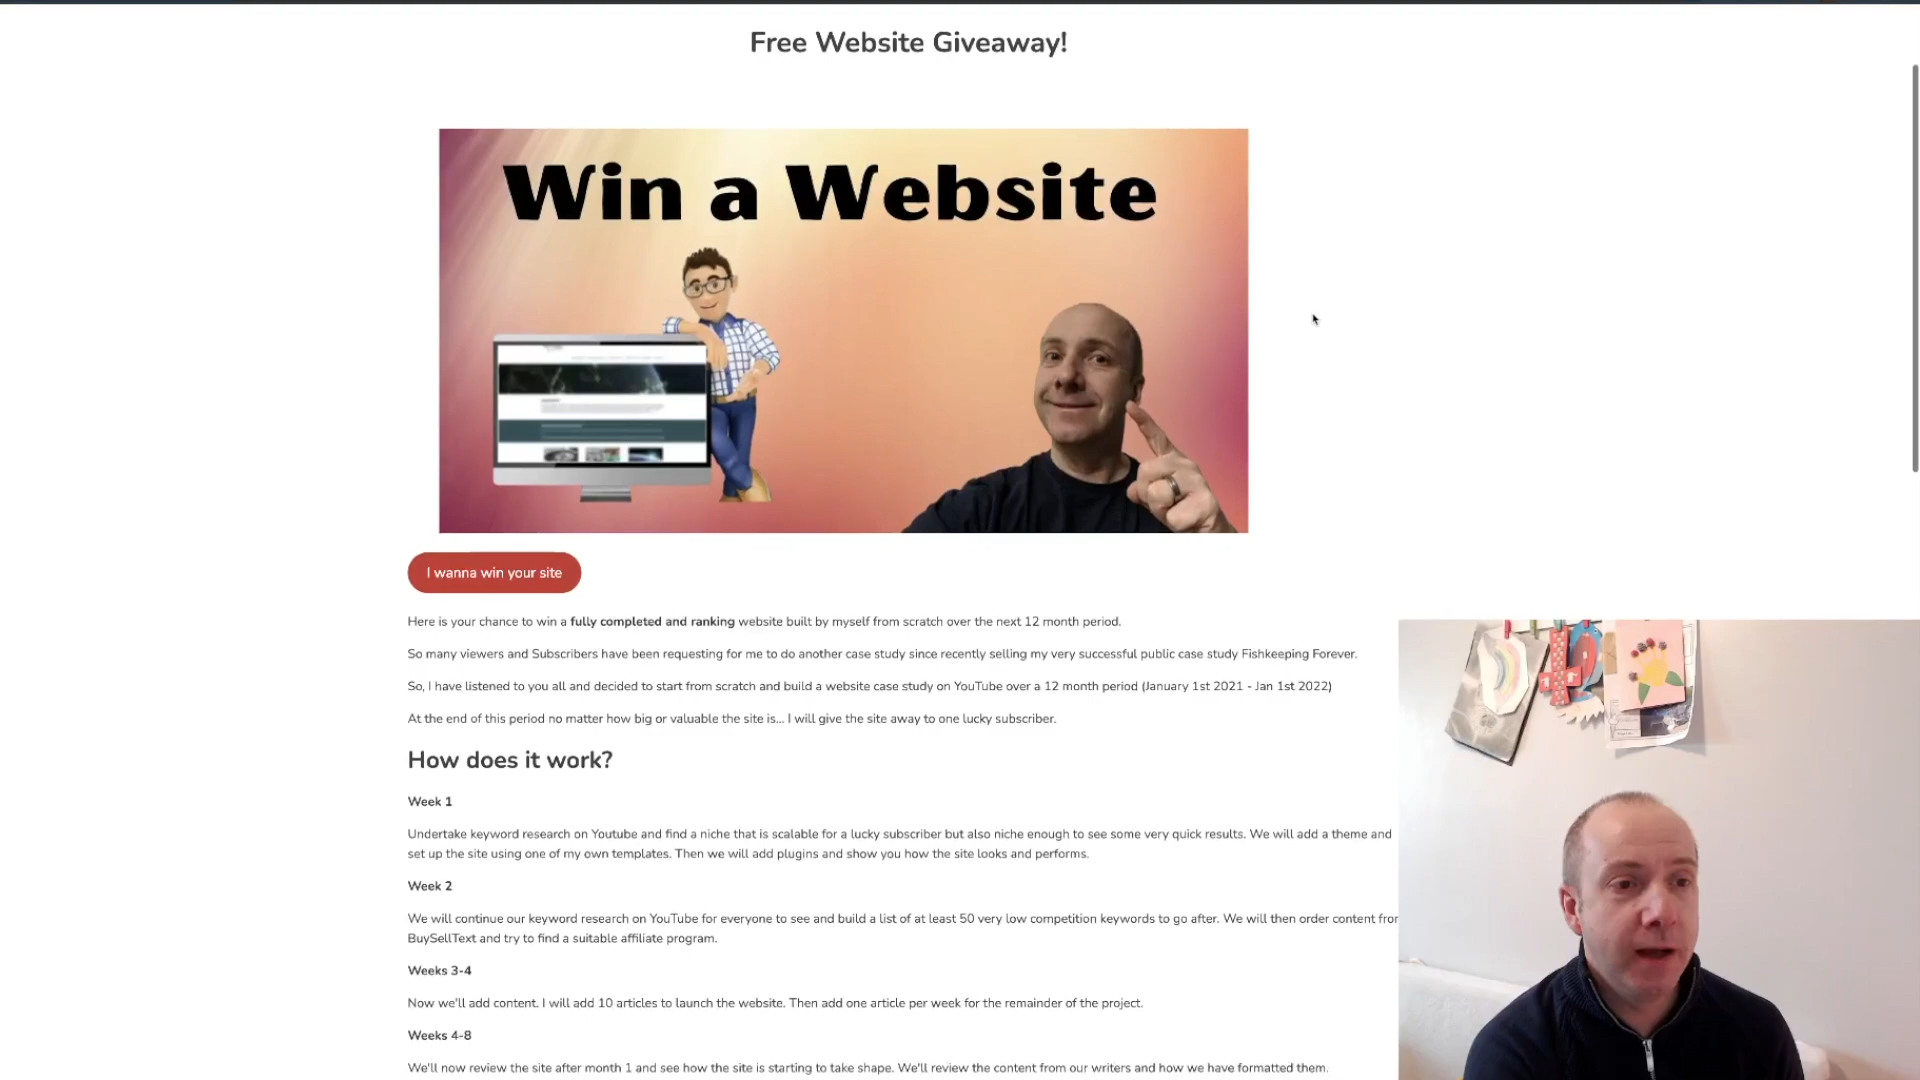 Free Website Giveaway!
Win a Website
I wanna win your site
Here is your chance to win a fully completed and ranking website built by myself from scratch over the next 12 month period.
So many viewers and Subscribers have been requesting for me to do another case study since recently selling my very successful public case study Fishkeeping Forever.
So, I have listened to you all and decided to start from scratch and build a website case study on YouTube over a 12 month period (January 1st 2021 - Jan 1st 2022)
At the end of this period no matter how big or valuable the site is... I will give the site away to one lucky subscriber.
How does it work?
Week 1
Undertake keyword research on Youtube and find a niche that is scalable for a lucky subscriber but also niche enough to see some very quick results. We will add a theme and
set up the site using one of my own templates. Then we will add plugins and show you how the site looks and performs.
Week 2
We will continue our keyword research on YouTube for everyone to see and build a list of at least 50 very low competition keywords to go after. We will then order content from
BuySellText and try to find a suitable affiliate program.
Weeks 3-4
Now we'll add content. I will add 10 articles to launch the website. Then add one article per week for the remainder of the project.
Weeks 4-8
We'll now review the site after month 1 and see how the site is starting to take shape. We'll review the content from our writers and how we have formatted them.